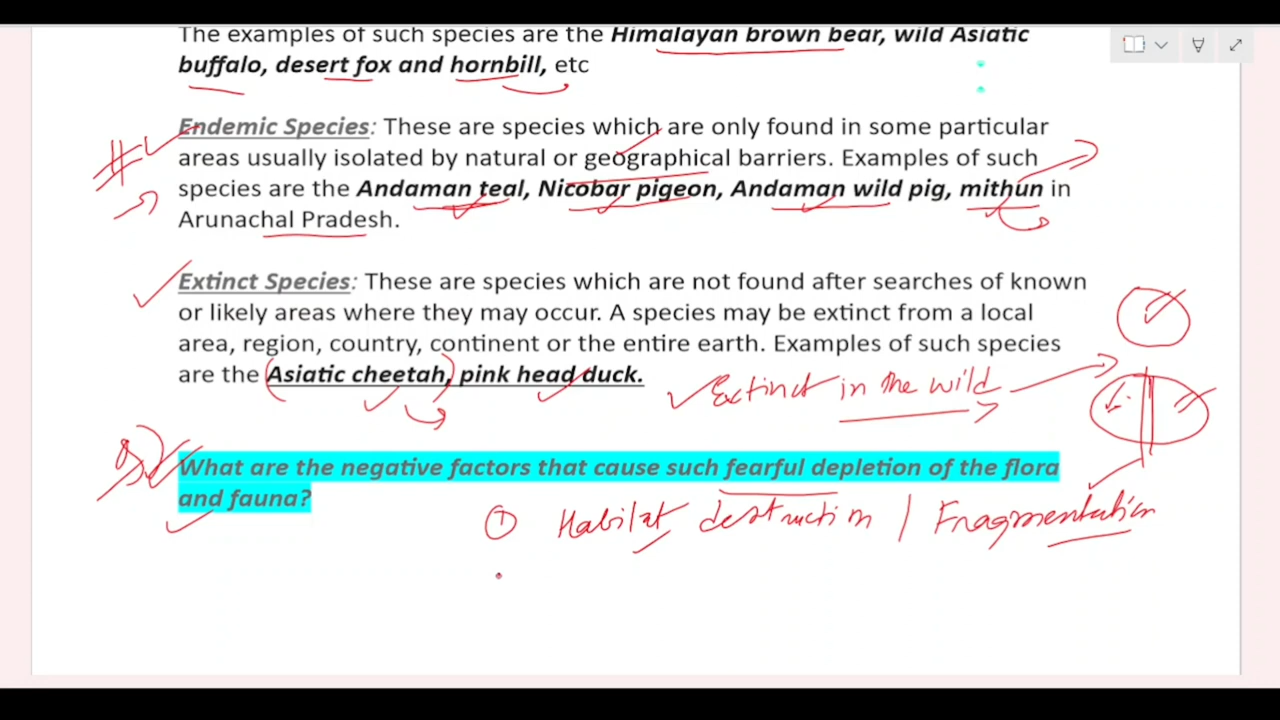 The examples of such species are the Himalayan brown bear, wild Asiatic
buffalo, desert fox and hornbill, etc
Endemic Species: These are species which are only found in some particular
areas usually isolated by natural or geographical barriers. Examples of such
species are the Andaman teal, Nicobar pigeon, Andaman wild pig, mithun in
Arunachal Pradesh.
Extinct Species: These are species which are not found after searches of known
or likely areas where they may occur. A species may be extinct from a local
area, region, country, continent or the entire earth. Examples of such species
are the Asiatic cheetah, pink head duck.
Extinct in the wild
What are the negative factors that cause such fearful depletion of the flora
and fauna?
① Habitat destruction / Fragmentation